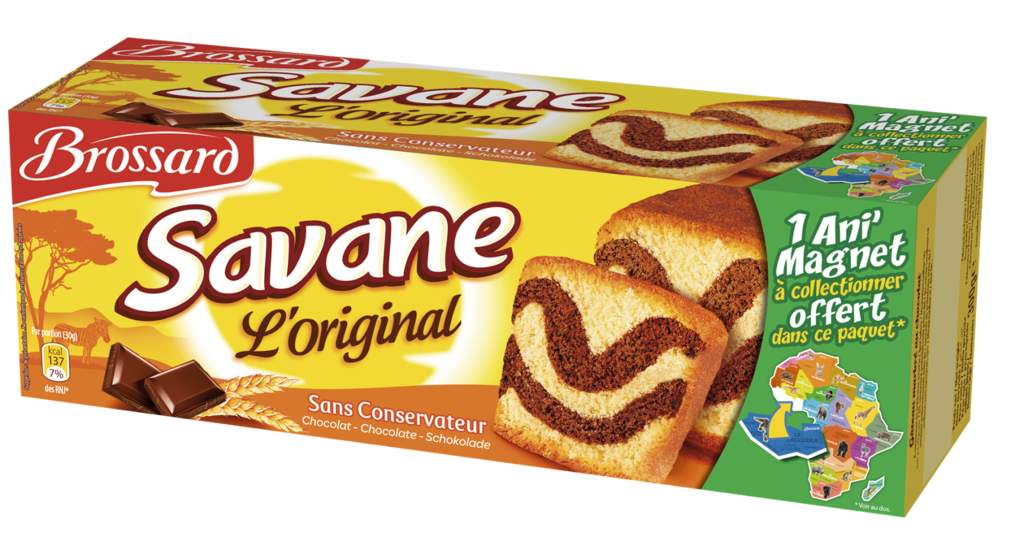 Brossard
Savane
L'Original
Sans Conservateur
Chocolat - Chocolate - Schokolade
1 Ani'
Magnet
à collectionner
offert
dans ce paquet*
Brossard
Savane
L'Original
Par portion (30g)
kcal
137
7%
des RNJ*
Sans Conservateur
Chocolat - Chocolate - Schokolade
1 Ani'
Magnet
à collectionner
offert
dans ce paquet*
*Voir au dos.